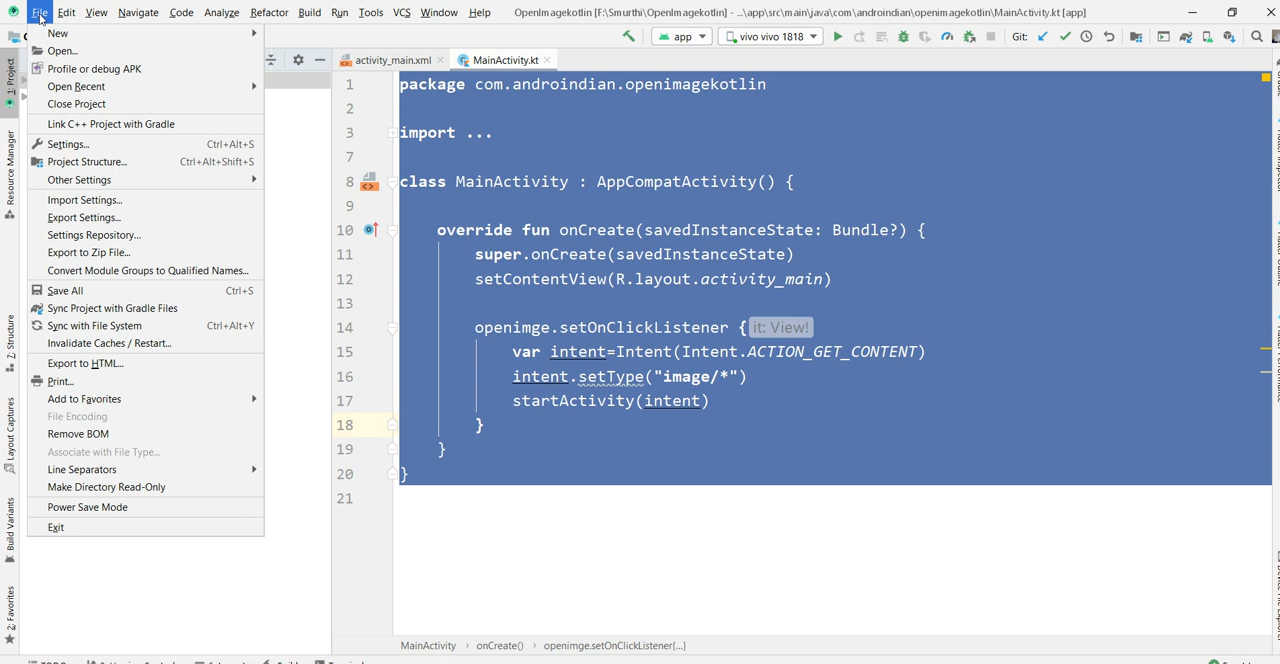 File Edit View Navigate Code Analyze Refactor Build Run Tools VCS Window Help OpenImagekotlin [F:\Smurthi\OpenImagekotlin] - ...\app\src\main\java\com\androindian\openimagekotlin\MainActivity.kt [app]
app vivo vivo 1818 Git:
New
Open...
Profile or debug APK
Open Recent
Close Project
Link C++ Project with Gradle
Settings... Ctrl+Alt+S
Project Structure... Ctrl+Alt+Shift+S
Other Settings
Import Settings...
Export Settings...
Settings Repository...
Export to Zip File...
Convert Module Groups to Qualified Names...
Save All Ctrl+S
Sync Project with Gradle Files
Sync with File System Ctrl+Alt+Y
Invalidate Caches / Restart...
Export to HTML...
Print...
Add to Favorites
File Encoding
Remove BOM
Associate with File Type...
Line Separators
Make Directory Read-Only
Power Save Mode
Exit
1: Project
Resource Manager
Z: Structure
Layout Captures
Build Variants
2: Favorites
activity_main.xml MainActivity.kt
1 package com.androindian.openimagekotlin
2
3 import ...
7
8 class MainActivity : AppCompatActivity() {
9
10 override fun onCreate(savedInstanceState: Bundle?) {
11 super.onCreate(savedInstanceState)
12 setContentView(R.layout.activity_main)
13
14 openimge.setOnClickListener { it: View!
15 var intent=Intent(Intent.ACTION_GET_CONTENT)
16 intent.setType("image/*")
17 startActivity(intent)
18 }
19 }
20 }
21
MainActivity › onCreate() › openimge.setOnClickListener{...}